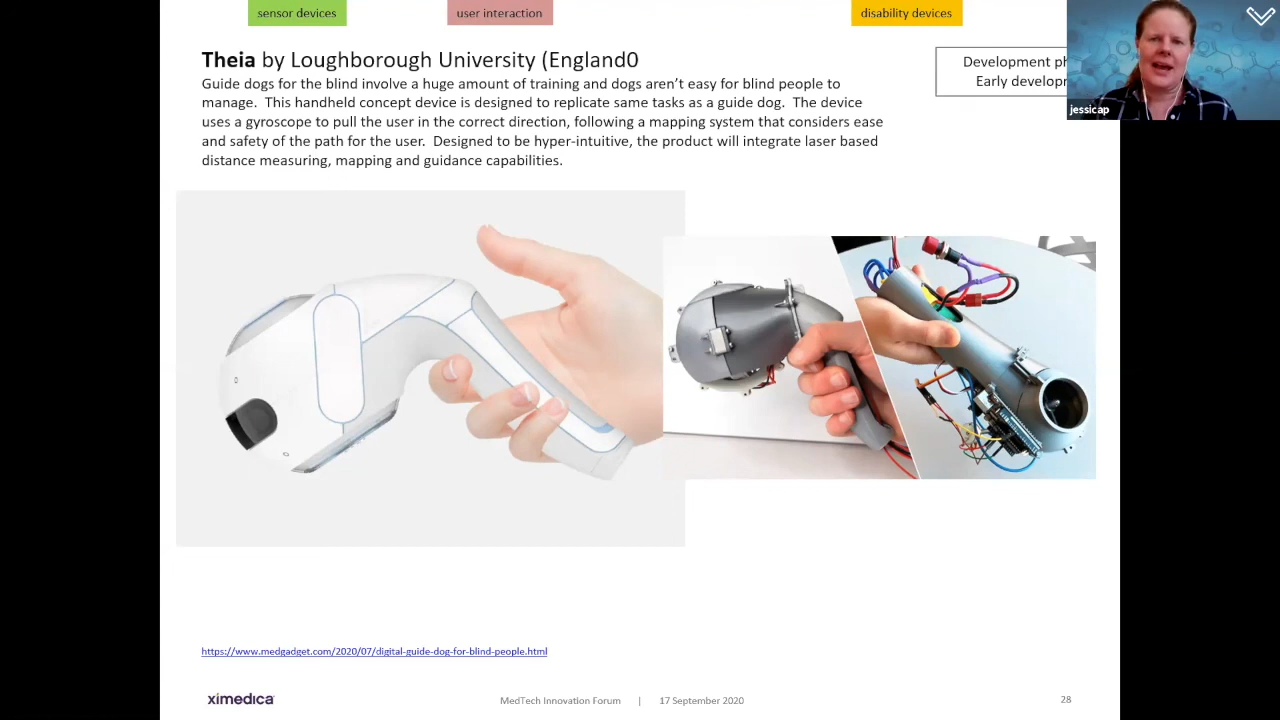 sensor devices
user interaction
disability devices
Theia by Loughborough University (England0
Guide dogs for the blind involve a huge amount of training and dogs aren't easy for blind people to
manage. This handheld concept device is designed to replicate same tasks as a guide dog. The device
uses a gyroscope to pull the user in the correct direction, following a mapping system that considers ease
and safety of the path for the user. Designed to be hyper-intuitive, the product will integrate laser based
distance measuring, mapping and guidance capabilities.
Development ph
Early develop
jessicap
https://www.medgadget.com/2020/07/digital-guide-dog-for-blind-people.html
ximedica
MedTech Innovation Forum | 17 September 2020
28